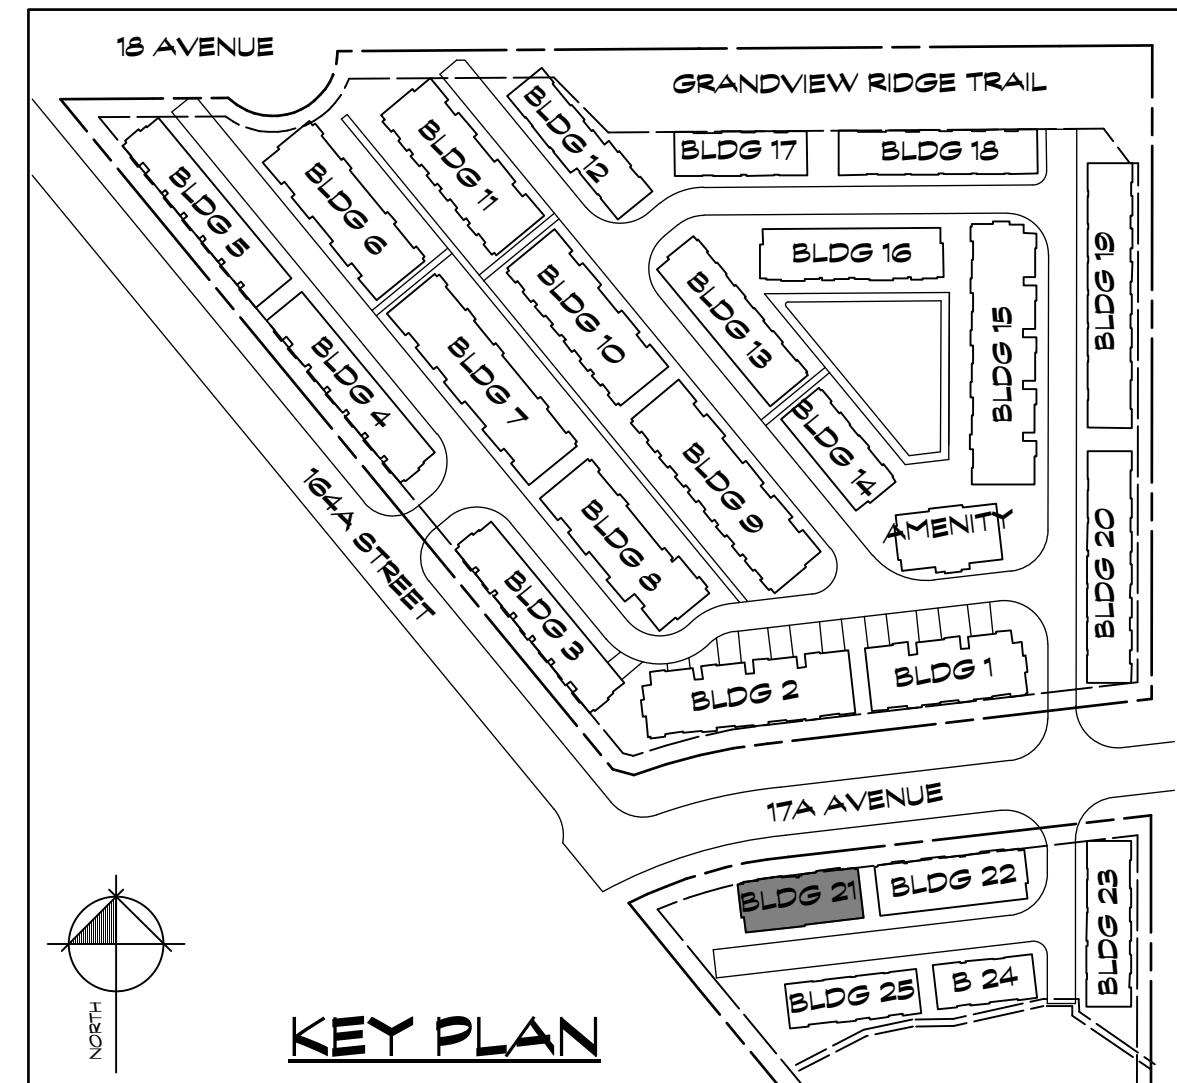 18 AVENUE
GRANDVIEW RIDGE TRAIL
BLDG 12
BLDG 11
BLDG 17
BLDG 18
BLDG 5
BLDG 6
BLDG 16
BLDG 19
BLDG 10
BLDG 13
BLDG 15
BLDG 4
BLDG 7
BLDG 14
BLDG 9
164A STREET
BLDG 8
AMENITY
BLDG 20
BLDG 3
BLDG 2
BLDG 1
17A AVENUE
BLDG 21
BLDG 22
BLDG 23
BLDG 25
B 24
NORTH
KEY PLAN